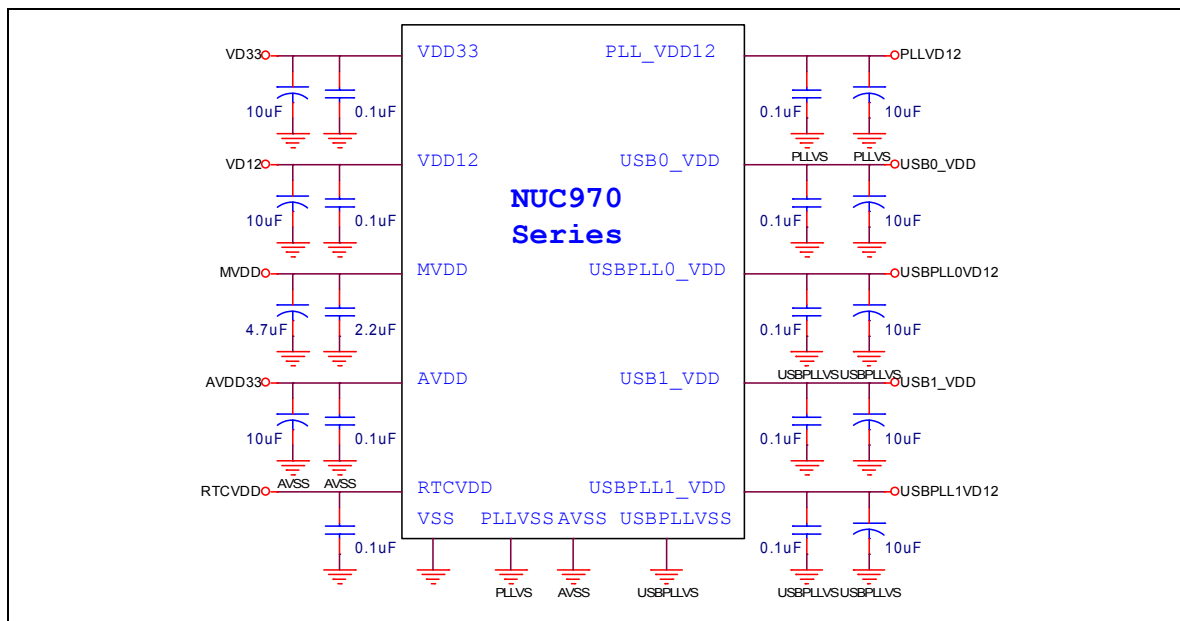 VD33 VDD33 PLL_VDD12 PLLVD12
10uF 0.1uF 0.1uF 10uF
PLLVS PLLVS
VD12 VDD12 USB0_VDD USB0_VDD
NUC970
Series
10uF 0.1uF 0.1uF 10uF
MVDD MVDD USBPLL0_VDD USBPLL0VD12
4.7uF 2.2uF 0.1uF 10uF
USBPLLVS USBPLLVS
AVDD33 AVDD USB1_VDD USB1_VDD
10uF 0.1uF 0.1uF 10uF
AVSS AVSS
RTCVDD RTCVDD USBPLL1_VDD USBPLL1VD12
VSS PLLVSS AVSS USBPLLVSS
0.1uF 0.1uF 10uF
PLLVS AVSS USBPLLVS USBPLLVS USBPLLVS